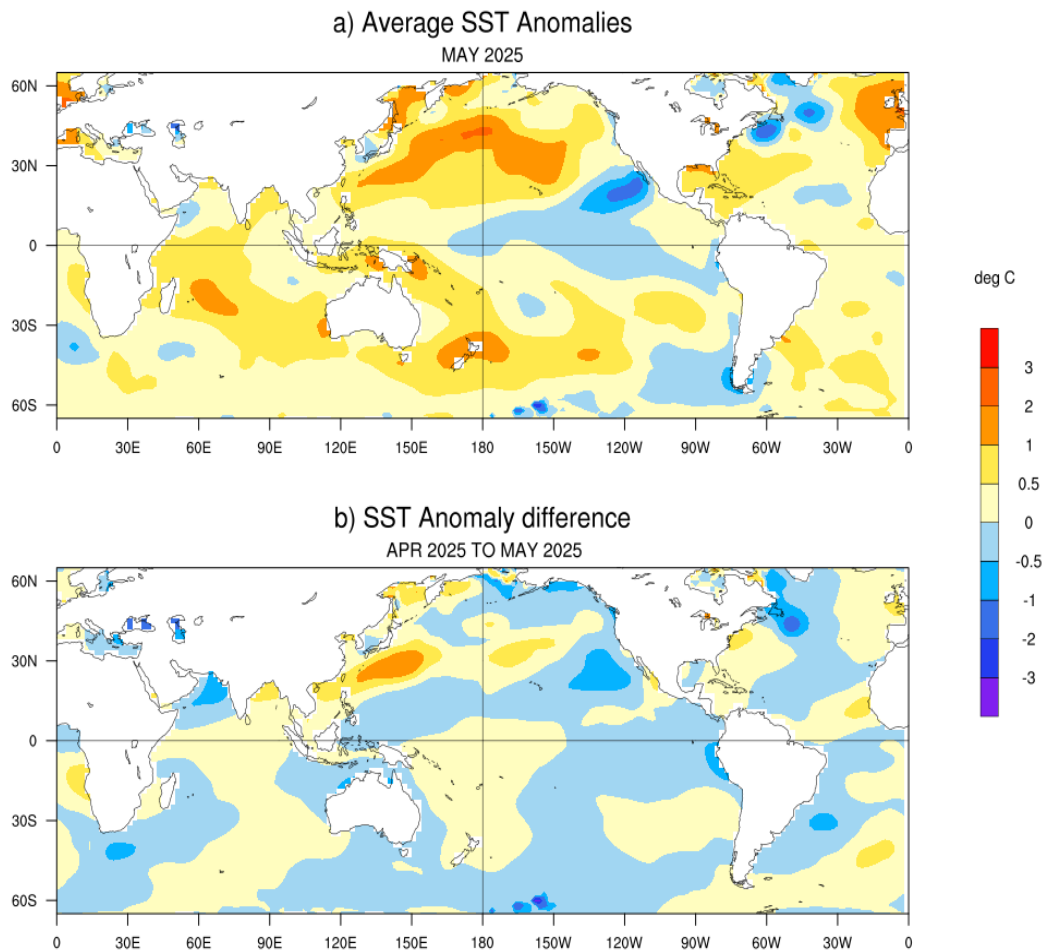 a) Average SST Anomalies
MAY 2025
60N
30N
0
30S
60S
0 30E 60E 90E 120E 150E 180 150W 120W 90W 60W 30W 0
deg C
3
2
1
0.5
0
-0.5
-1
-2
-3
b) SST Anomaly difference
APR 2025 TO MAY 2025
60N
30N
0
30S
60S
0 30E 60E 90E 120E 150E 180 150W 120W 90W 60W 30W 0